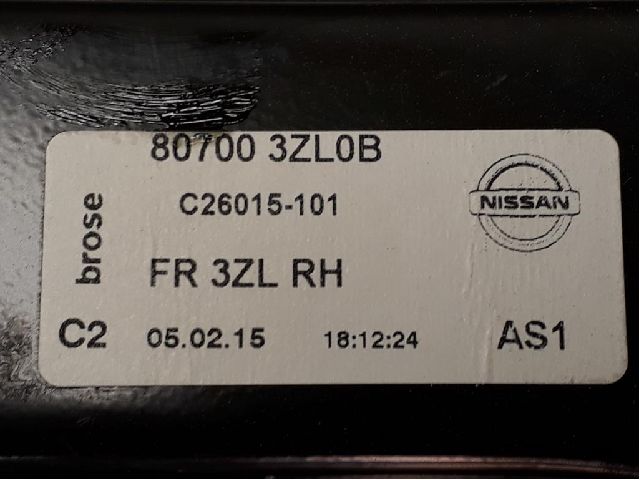 80700 3ZL0B
C26015-101
NISSAN
brose
FR 3ZL RH
C2 05.02.15 18:12:24 AS1